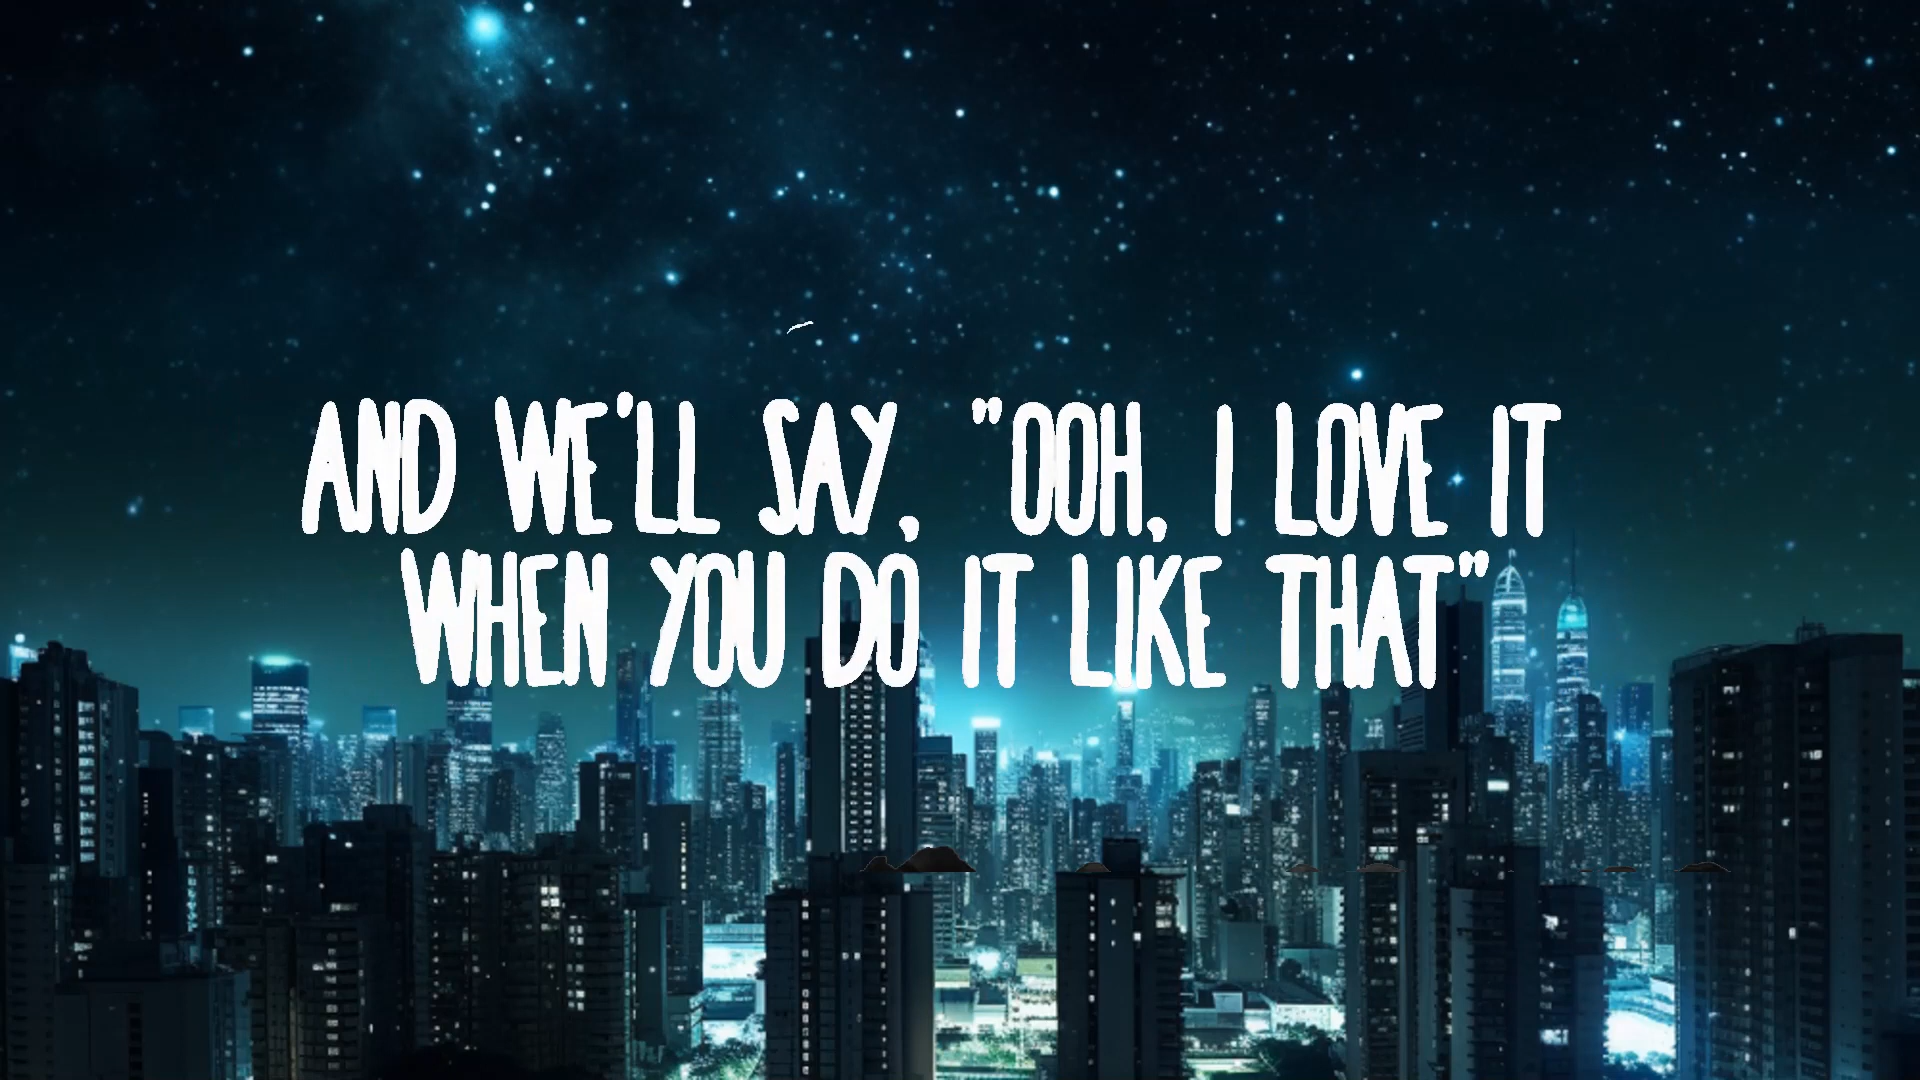 AND WE'LL SAY, "OOH, I LOVE IT
WHEN YOU DO IT LIKE THAT"